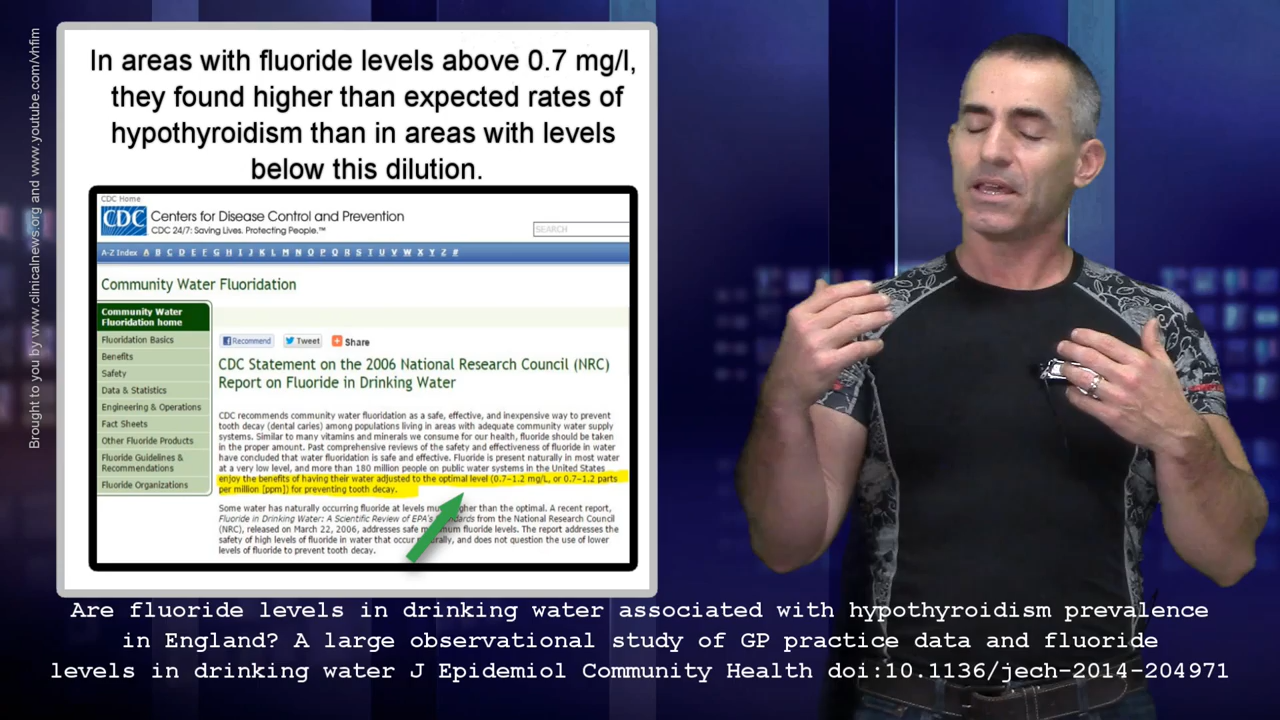 Brought to you by www.clinicalnews.org and www.youtube.com/vhfim
In areas with fluoride levels above 0.7 mg/l,
they found higher than expected rates of
hypothyroidism than in areas with levels
below this dilution.
CDC Home
CDC
Centers for Disease Control and Prevention
CDC 24/7: Saving Lives. Protecting People.™
SEARCH
A-Z Index A B C D E F G H I J K L M N O P Q R S T U V W X Y Z #
Community Water Fluoridation
Community Water
Fluoridation home
Fluoridation Basics
Benefits
Safety
Data & Statistics
Engineering & Operations
Fact Sheets
Other Fluoride Products
Fluoride Guidelines &
Recommendations
Fluoride Organizations
Recommend Tweet Share
CDC Statement on the 2006 National Research Council (NRC)
Report on Fluoride in Drinking Water
CDC recommends community water fluoridation as a safe, effective, and inexpensive way to prevent
tooth decay (dental caries) among populations living in areas with adequate community water supply
systems. Similar to many vitamins and minerals we consume for our health, fluoride should be taken
in the proper amount. Past comprehensive reviews of the safety and effectiveness of fluoride in water
have concluded that water fluoridation is safe and effective. Fluoride is present naturally in most water
at a very low level, and more than 180 million people on public water systems in the United States
enjoy the benefits of having their water adjusted to the optimal level (0.7–1.2 mg/L, or 0.7–1.2 parts
per million [ppm]) for preventing tooth decay.
Some water has naturally occurring fluoride at levels higher than the optimal. A recent report,
Fluoride in Drinking Water: A Scientific Review of EPA's from the National Research Council
(NRC), released on March 22, 2006, addresses safe fluoride levels. The report addresses the
safety of high levels of fluoride in water that occur, and does not question the use of lower
levels of fluoride to prevent tooth decay.
Are fluoride levels in drinking water associated with hypothyroidism prevalence
in England? A large observational study of GP practice data and fluoride
levels in drinking water J Epidemiol Community Health doi:10.1136/jech-2014-204971